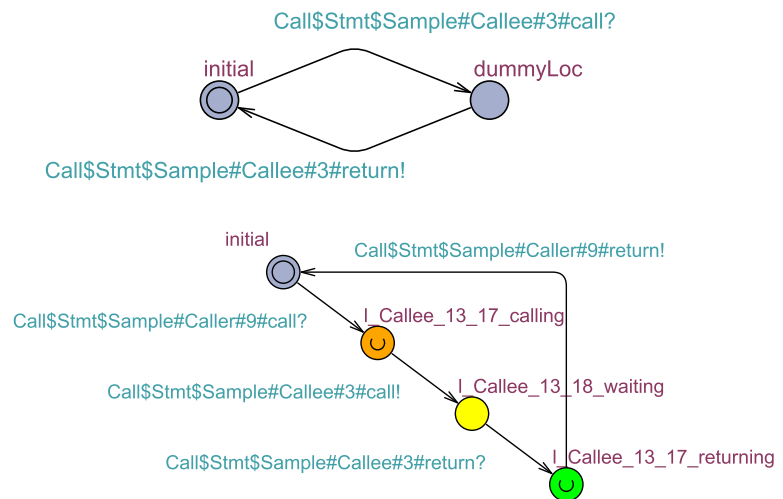 Call$Stmt$Sample#Callee#3#call?
initial
dummyLoc
Call$Stmt$Sample#Callee#3#return!
initial
Call$Stmt$Sample#Caller#9#return!
Call$Stmt$Sample#Caller#9#call?
l_Callee_13_17_calling
Call$Stmt$Sample#Callee#3#call!
l_Callee_13_18_waiting
Call$Stmt$Sample#Callee#3#return?
l_Callee_13_17_returning